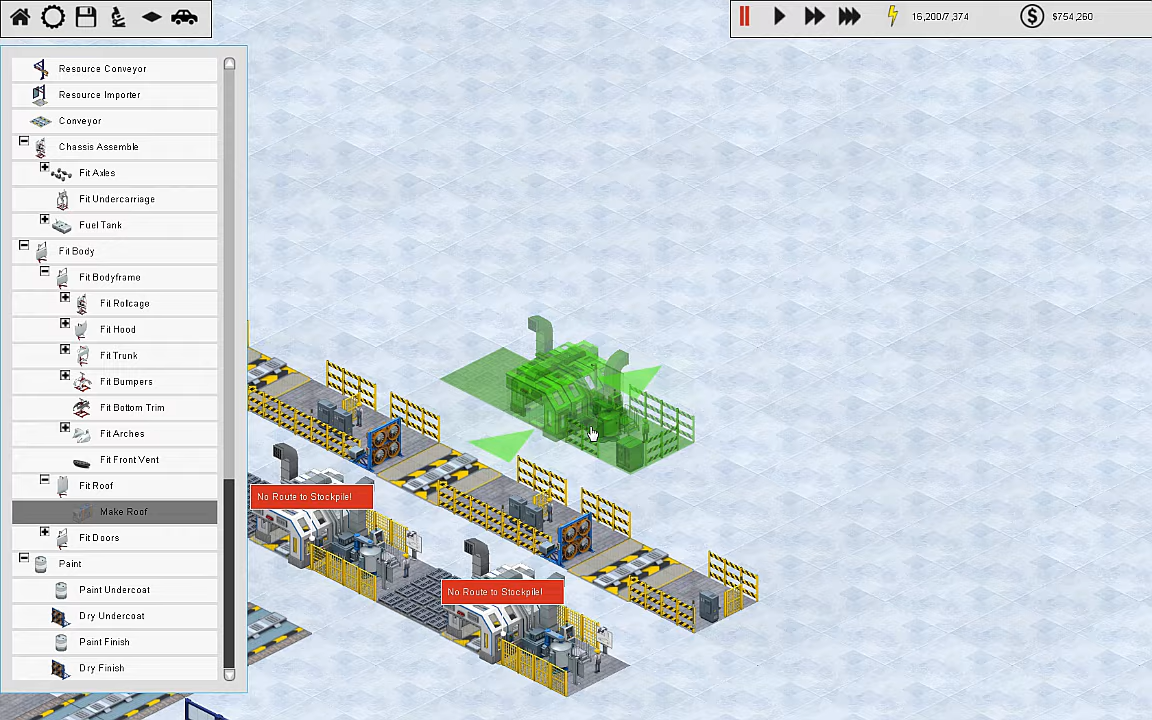 16,200/7,374
$754,260
Resource Conveyor
Resource Importer
Conveyor
Chassis Assemble
Fit Axles
Fit Undercarriage
Fuel Tank
Fit Body
Fit Bodyframe
Fit Rollcage
Fit Hood
Fit Trunk
Fit Bumpers
Fit Bottom Trim
Fit Arches
Fit Front Vent
Fit Roof
Make Roof
Fit Doors
Paint
Paint Undercoat
Dry Undercoat
Paint Finish
Dry Finish
No Route to Stockpile!
No Route to Stockpile!